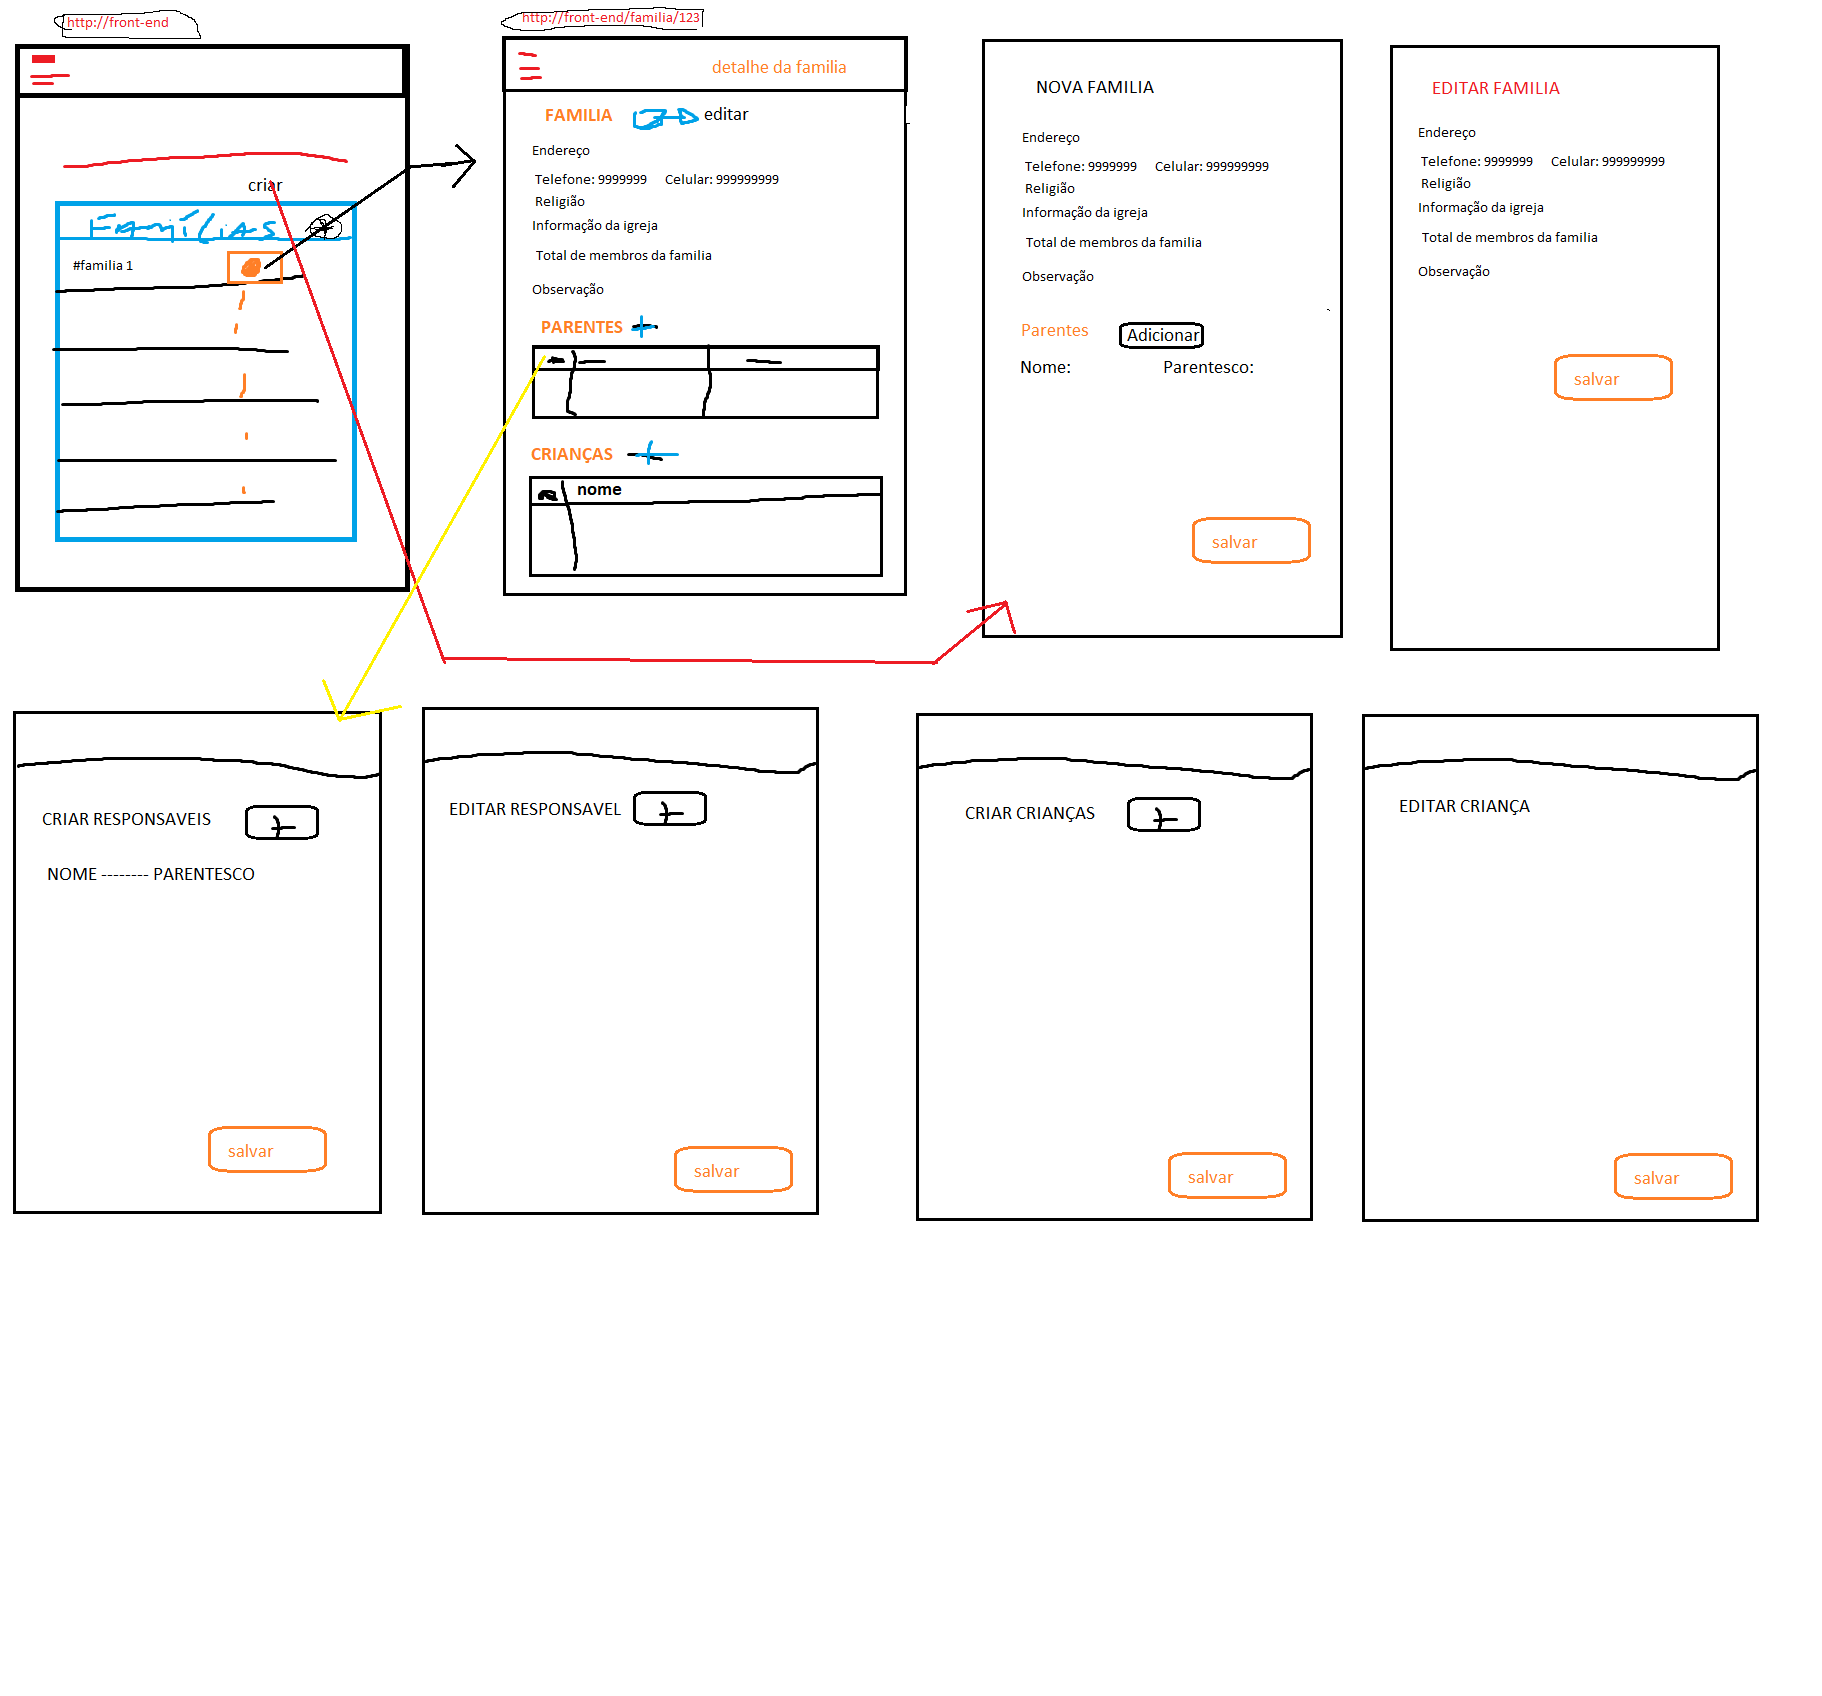 http://front-end
criar
Famílias
#familia 1
http://front-end/familia/123
detalhe da familia
FAMILIA editar
Endereço
Telefone: 9999999 Celular: 999999999
Religião
Informação da igreja
Total de membros da familia
Observação
PARENTES +
CRIANÇAS +
nome
NOVA FAMILIA
Endereço
Telefone: 9999999 Celular: 999999999
Religião
Informação da igreja
Total de membros da familia
Observação
Parentes Adicionar
Nome: Parentesco:
salvar
EDITAR FAMILIA
Endereço
Telefone: 9999999 Celular: 999999999
Religião
Informação da igreja
Total de membros da familia
Observação
salvar
CRIAR RESPONSAVEIS +
NOME -------- PARENTESCO
salvar
EDITAR RESPONSAVEL +
salvar
CRIAR CRIANÇAS +
salvar
EDITAR CRIANÇA
salvar